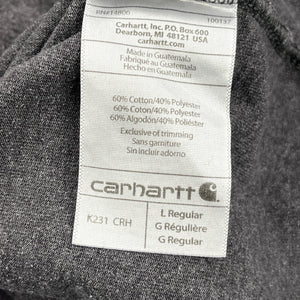 RN#14806 100137
Carhartt, Inc. P.O. Box 600
Dearborn, MI 48121 USA
carhartt.com
Made in Guatemala
Fabriqué au Guatemala
Hecho en Guatemala
60% Cotton/40% Polyester
60% Coton/40% Polyester
60% Algodón/40% Poliéster
Exclusive of trimming
Sans garniture
Sin incluir adorno
carhartt
K231 CRH
L Regular
G Régulière
G Regular